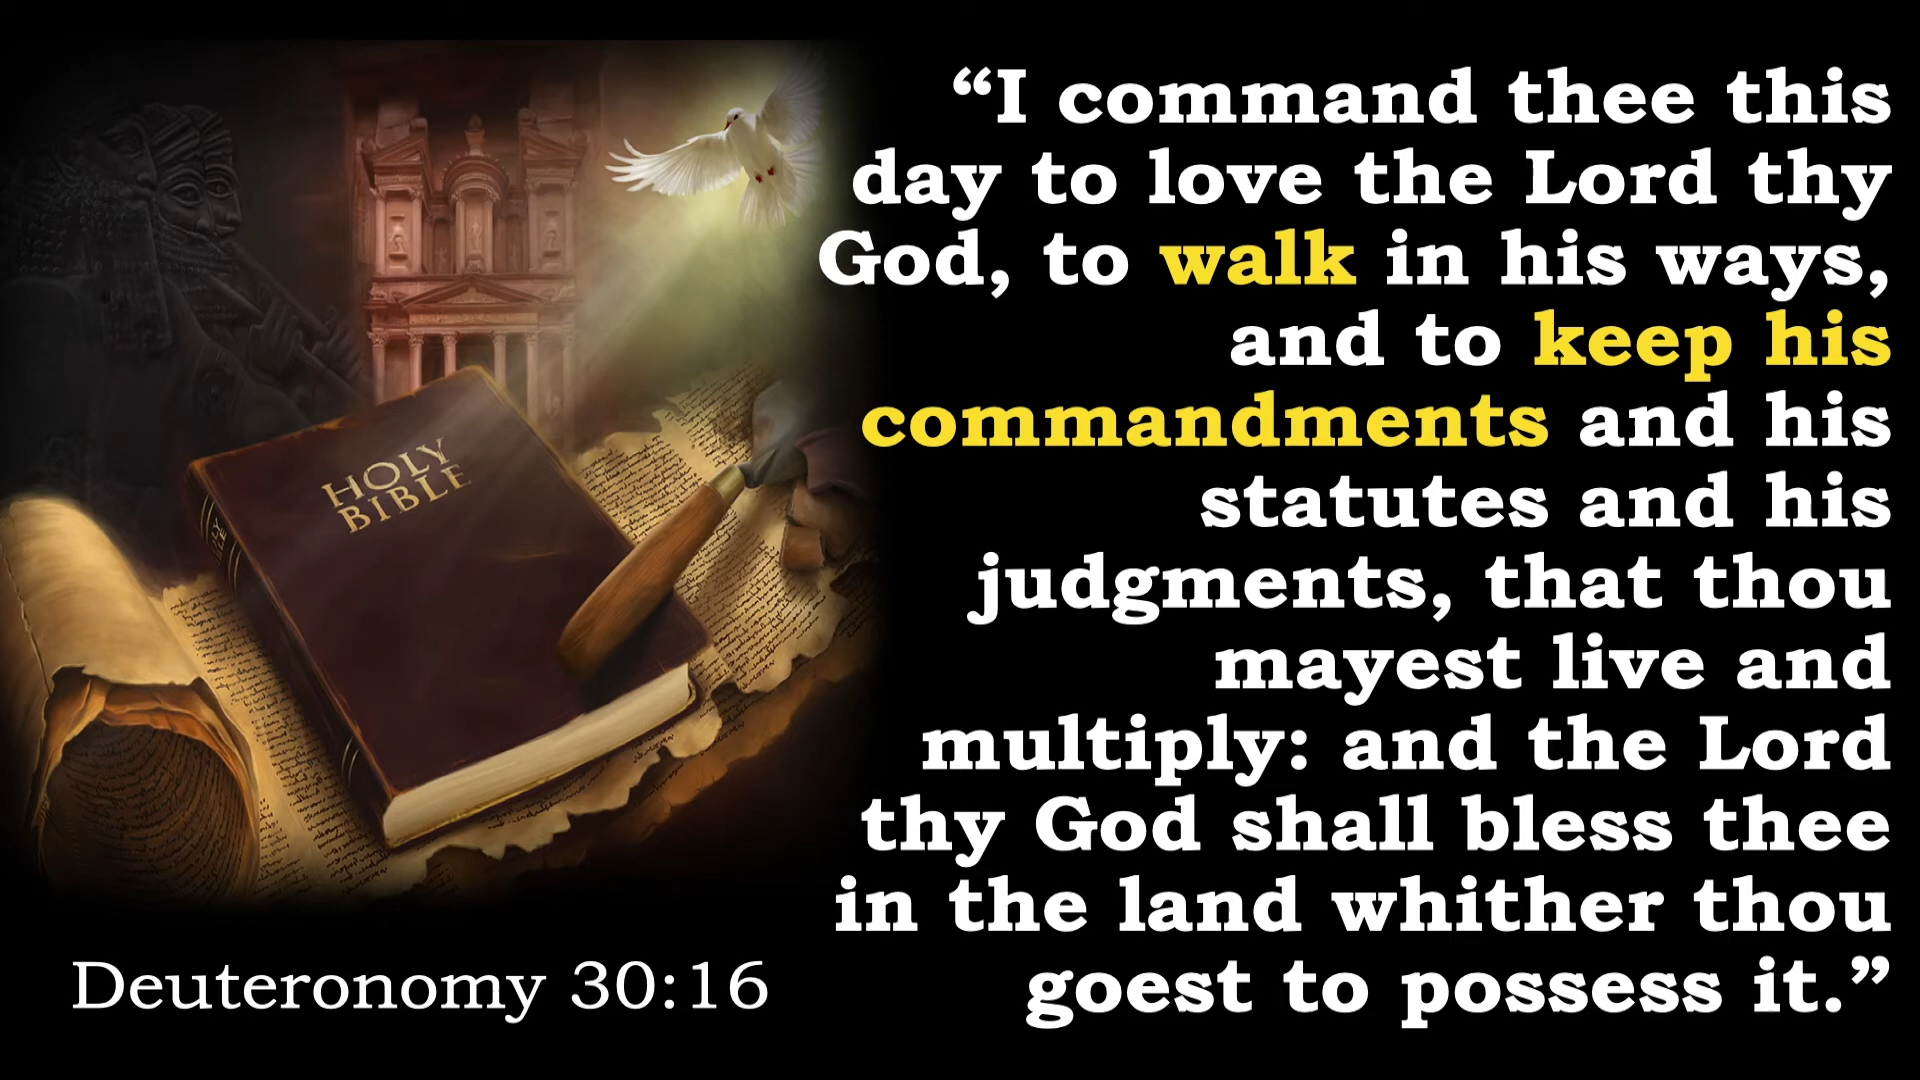 “I command thee this
day to love the Lord thy
God, to walk in his ways,
and to keep his
commandments and his
statutes and his
judgments, that thou
mayest live and
multiply: and the Lord
thy God shall bless thee
in the land whither thou
goest to possess it.”
HOLY
BIBLE
Deuteronomy 30:16